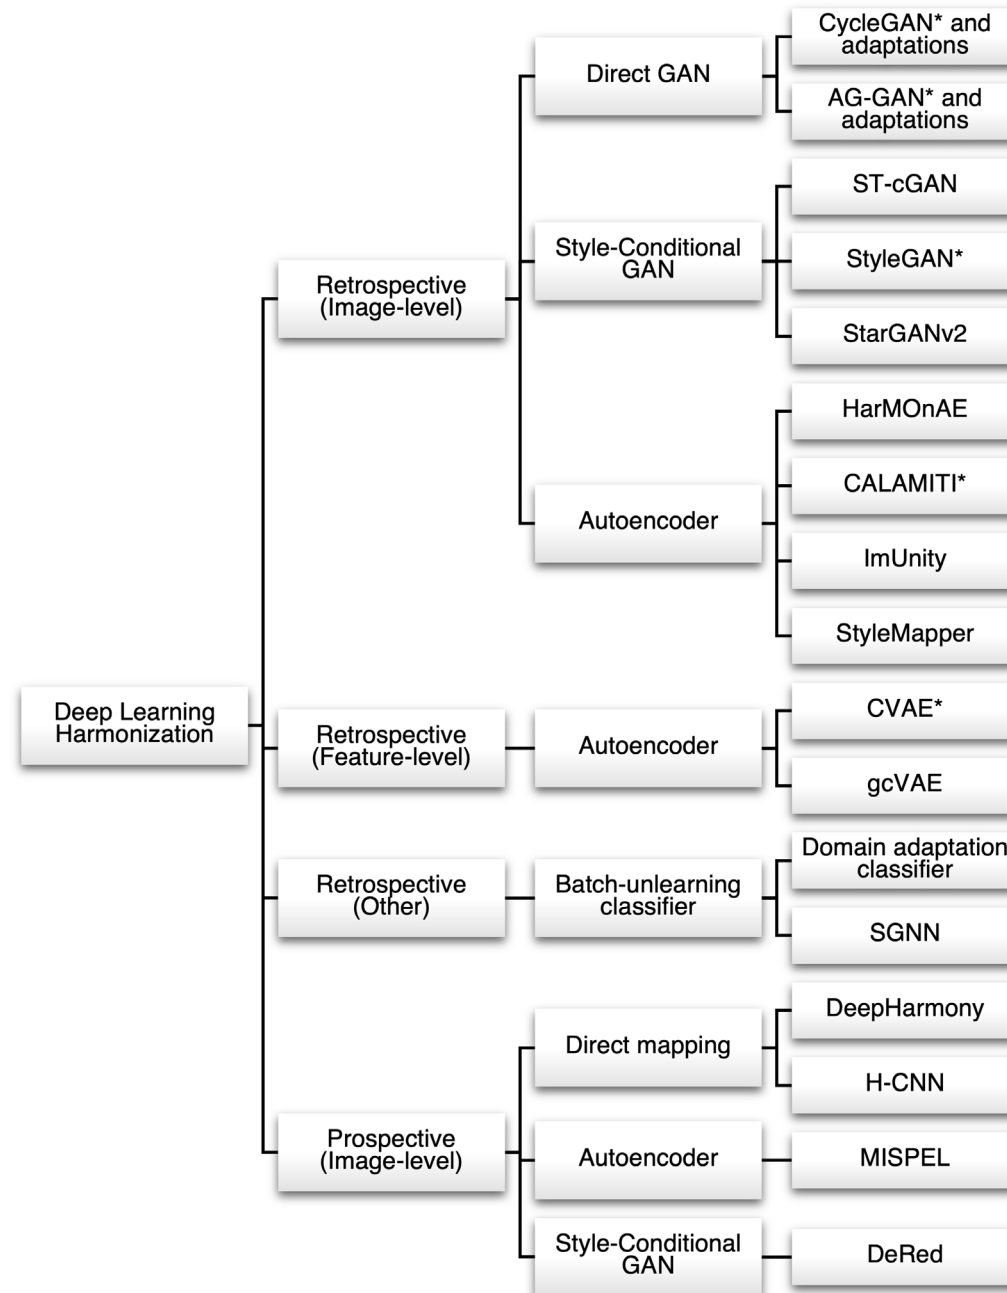 CycleGAN* and
adaptations
Direct GAN
AG-GAN* and
adaptations
ST-cGAN
Style-Conditional
GAN
StyleGAN*
Retrospective
(Image-level)
StarGANv2
HarMOnAE
CALAMITI*
Autoencoder
ImUnity
StyleMapper
Deep Learning
Harmonization
CVAE*
Retrospective
(Feature-level)
Autoencoder
gcVAE
Domain adaptation
classifier
Retrospective
(Other)
Batch-unlearning
classifier
SGNN
DeepHarmony
Direct mapping
H-CNN
Prospective
(Image-level)
Autoencoder
MISPEL
Style-Conditional
GAN
DeRed